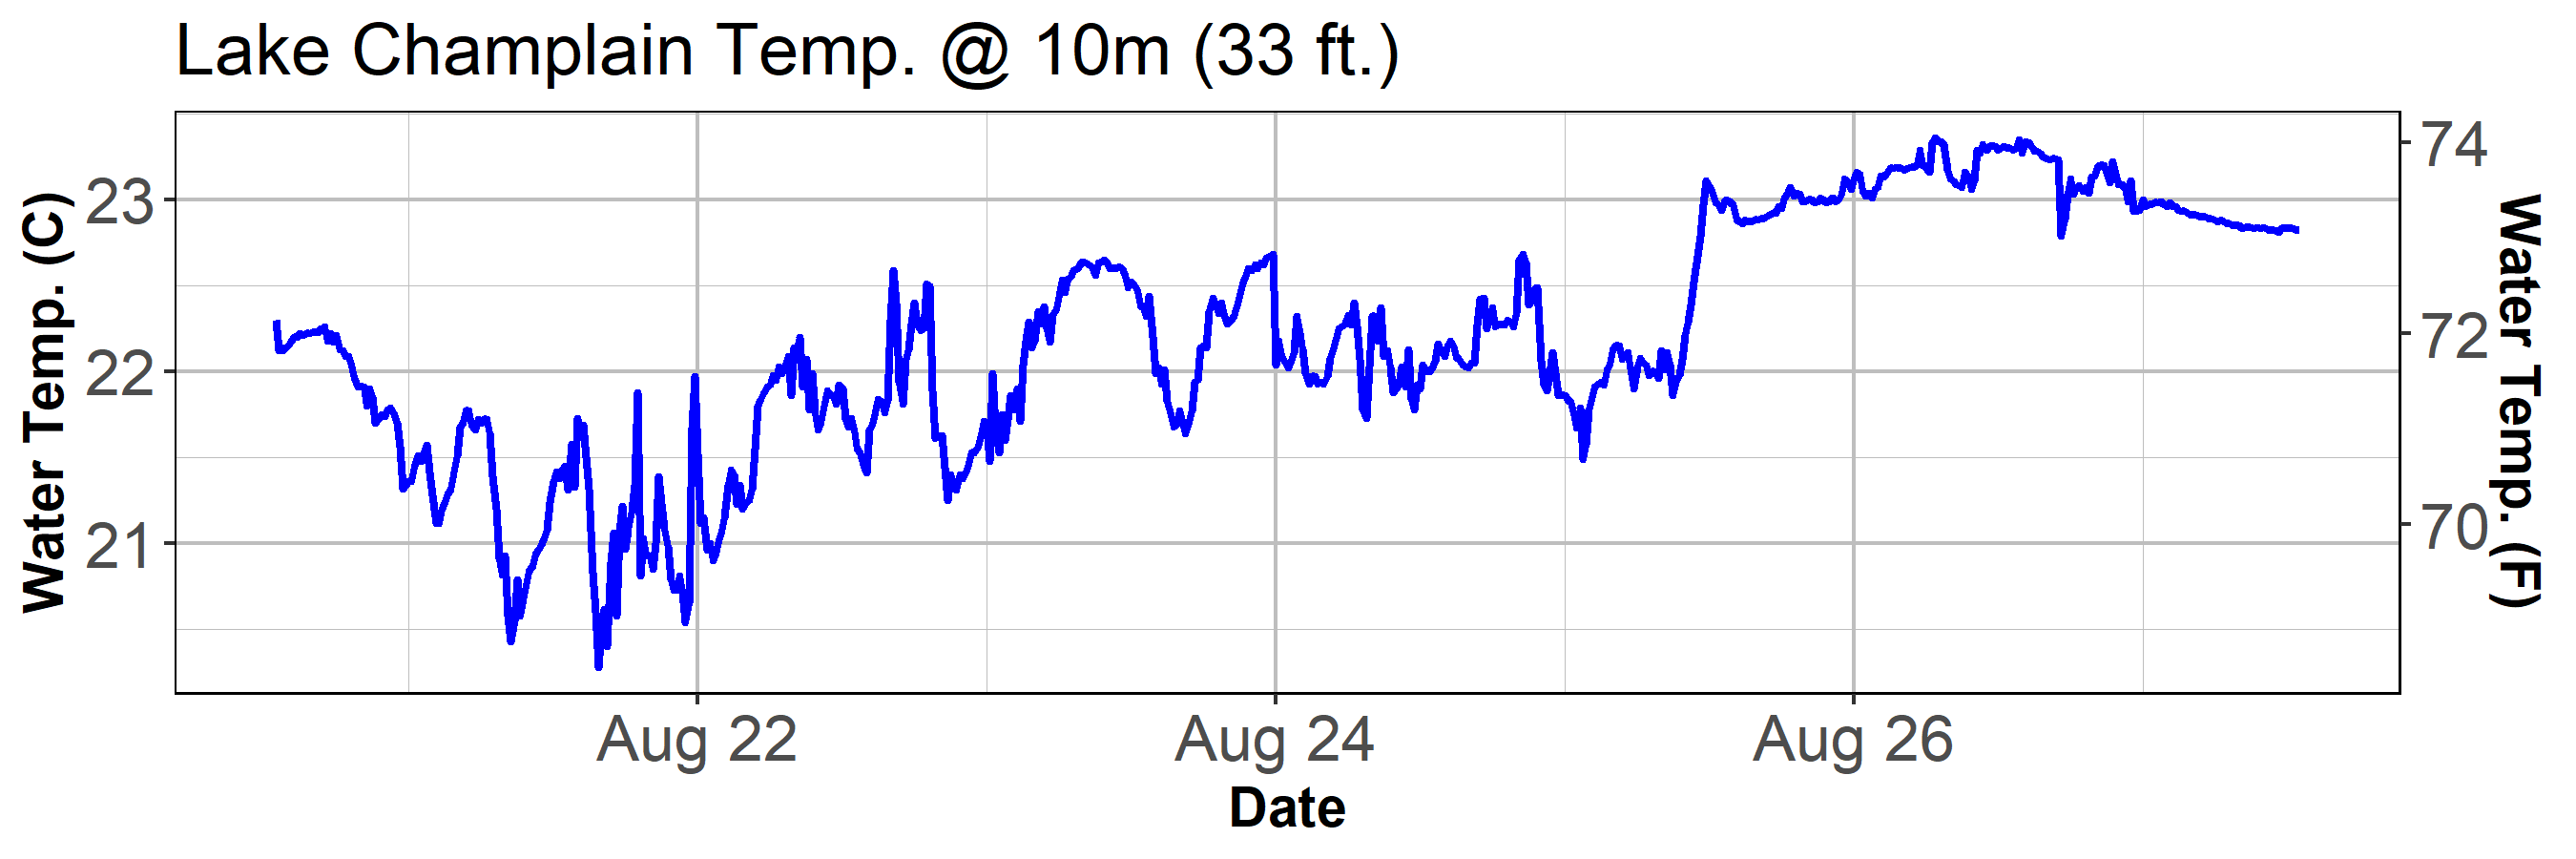 Lake Champlain Temp. @ 10m (33 ft.)
Water Temp. (C)
23
22
21
74
72
70
Water Temp. (F)
Aug 22
Aug 24
Aug 26
Date